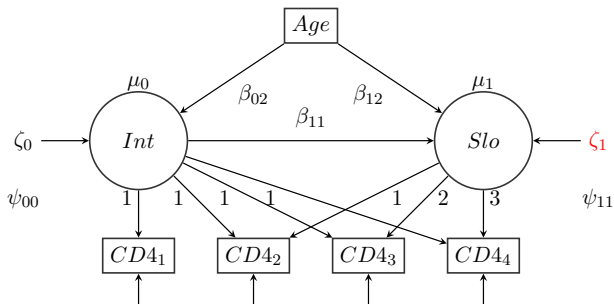 Age
μ₀ μ₁
β₀₂ β₁₂
β₁₁
ζ₀ Int Slo ζ₁
ψ₀₀ 1 1 1 1 1 2 3 ψ₁₁
CD4₁ CD4₂ CD4₃ CD4₄